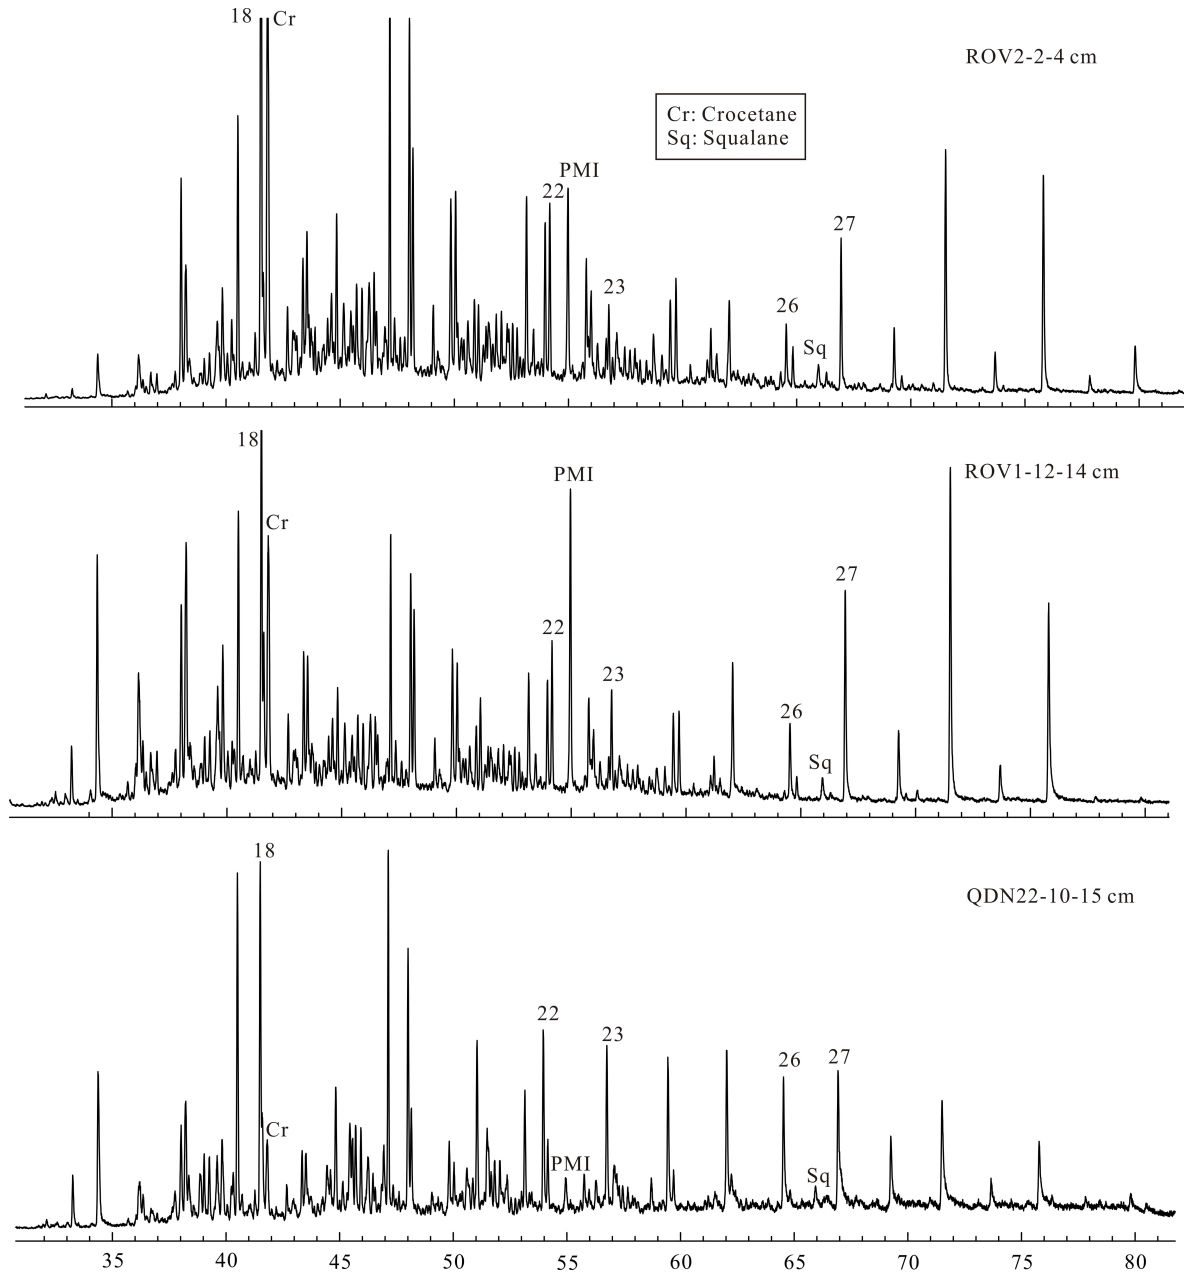 18 Cr
ROV2-2-4 cm
Cr: Crocetane
Sq: Squalane
PMI
22
27
23
26
Sq
18
ROV1-12-14 cm
PMI
Cr
27
22
23
26
Sq
18
QDN22-10-15 cm
22
23
26 27
Cr
PMI
Sq
35 40 45 50 55 60 65 70 75 80